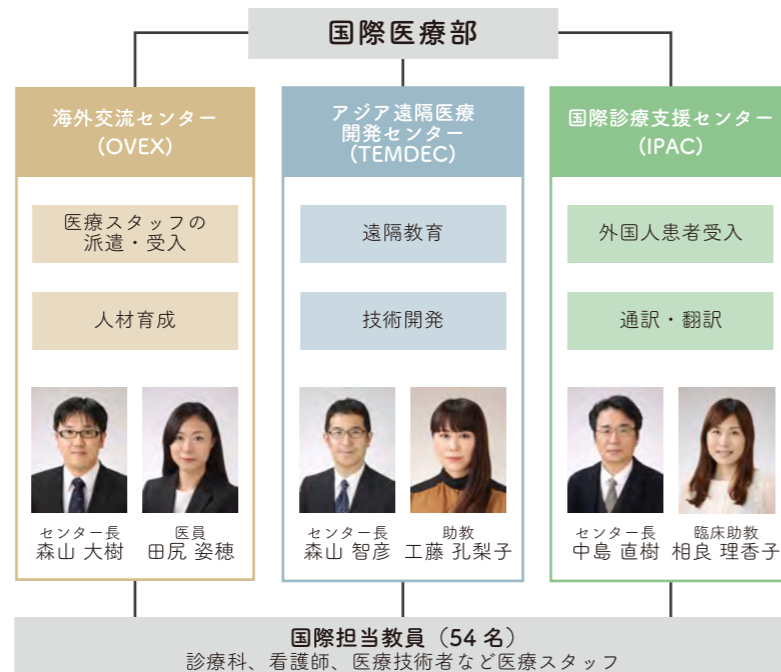 国際医療部
海外交流センター
(OVEX)
医療スタッフの
派遣・受入
人材育成
センター長
森山 大樹
医員
田尻 姿穂
アジア遠隔医療
開発センター
(TEMDEC)
遠隔教育
技術開発
センター長
森山 智彦
助教
工藤 孔梨子
国際診療支援センター
(IPAC)
外国人患者受入
通訳・翻訳
センター長
中島 直樹
臨床助教
相良 理香子
国際担当教員（54 名）
診療科、看護師、医療技術者など医療スタッフ